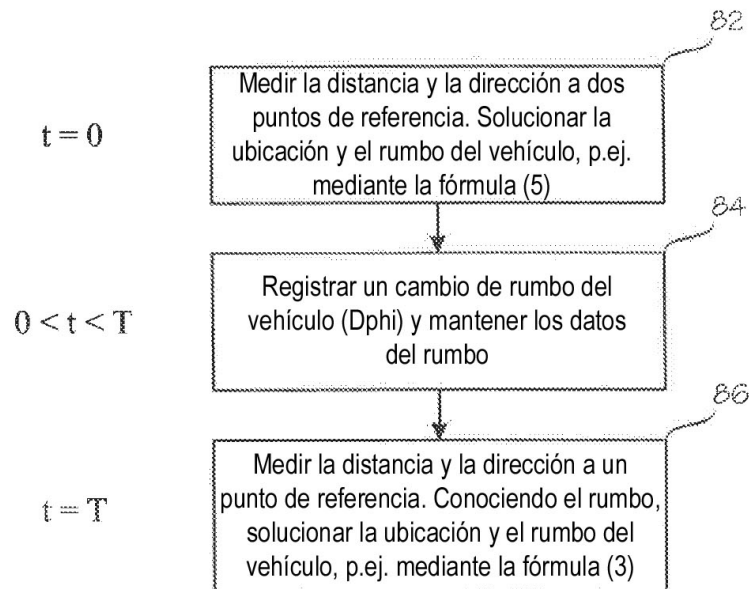 82
t = 0
Medir la distancia y la dirección a dos
puntos de referencia. Solucionar la
ubicación y el rumbo del vehículo, p.ej.
mediante la fórmula (5)
84
0 < t < T
Registrar un cambio de rumbo del
vehículo (Dphi) y mantener los datos
del rumbo
86
t = T
Medir la distancia y la dirección a un
punto de referencia. Conociendo el rumbo,
solucionar la ubicación y el rumbo del
vehículo, p.ej. mediante la fórmula (3)